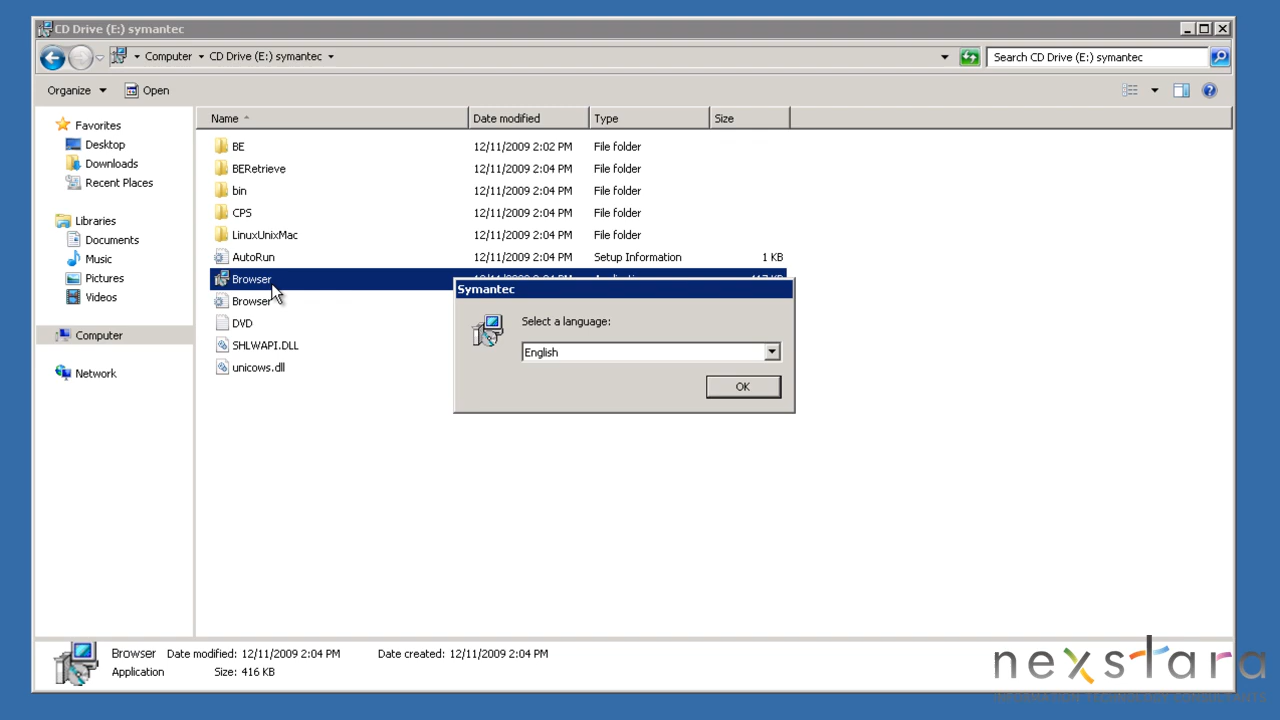 CD Drive (E:) symantec
Computer CD Drive (E:) symantec Search CD Drive (E:) symantec
Organize Open
Name Date modified Type Size
Favorites
Desktop
Downloads
Recent Places
Libraries
Documents
Music
Pictures
Videos
Computer
Network
BE 12/11/2009 2:02 PM File folder
BERetrieve 12/11/2009 2:04 PM File folder
bin 12/11/2009 2:04 PM File folder
CPS 12/11/2009 2:04 PM File folder
LinuxUnixMac 12/11/2009 2:04 PM File folder
AutoRun 12/11/2009 2:04 PM Setup Information 1 KB
Browser
Browser
DVD
SHLWAPI.DLL
unicows.dll
Symantec
Select a language:
English
OK
Browser Date modified: 12/11/2009 2:04 PM Date created: 12/11/2009 2:04 PM
Application Size: 416 KB
nexstara